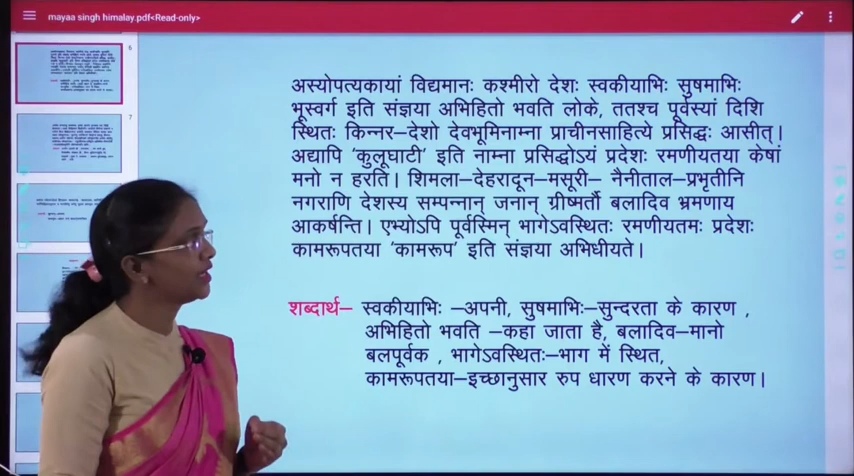 mayaa singh himalay.pdf<Read-only>
6
7
अस्योपत्यकायां विद्यमानः कश्मीरो देशः स्वकीयाभिः सुषमाभिः
भूस्वर्ग इति संज्ञया अभिहितो भवति लोके, ततश्च पूर्वस्यां दिशि
स्थितः किन्नर–देशो देवभूमिनाम्ना प्राचीनसाहित्ये प्रसिद्धः आसीत्।
अद्यापि 'कुलूघाटी' इति नाम्ना प्रसिद्धोऽयं प्रदेशः रमणीयतया केषां
मनो न हरति। शिमला–देहरादून–मसूरी– नैनीताल–प्रभृतीनि
नगराणि देशस्य सम्पन्नान् जनान् ग्रीष्मर्तौ बलादिव भ्रमणाय
आकर्षन्ति। एभ्योऽपि पूर्वस्मिन् भागेऽवस्थितः रमणीयतमः प्रदेशः
कामरूपतया 'कामरूप' इति संज्ञया अभिधीयते।
शब्दार्थ– स्वकीयाभिः –अपनी, सुषमाभिः–सुन्दरता के कारण ,
अभिहितो भवति –कहा जाता है, बलादिव–मानो
बलपूर्वक , भागेऽवस्थितः–भाग में स्थित,
कामरूपतया–इच्छानुसार रुप धारण करने के कारण।